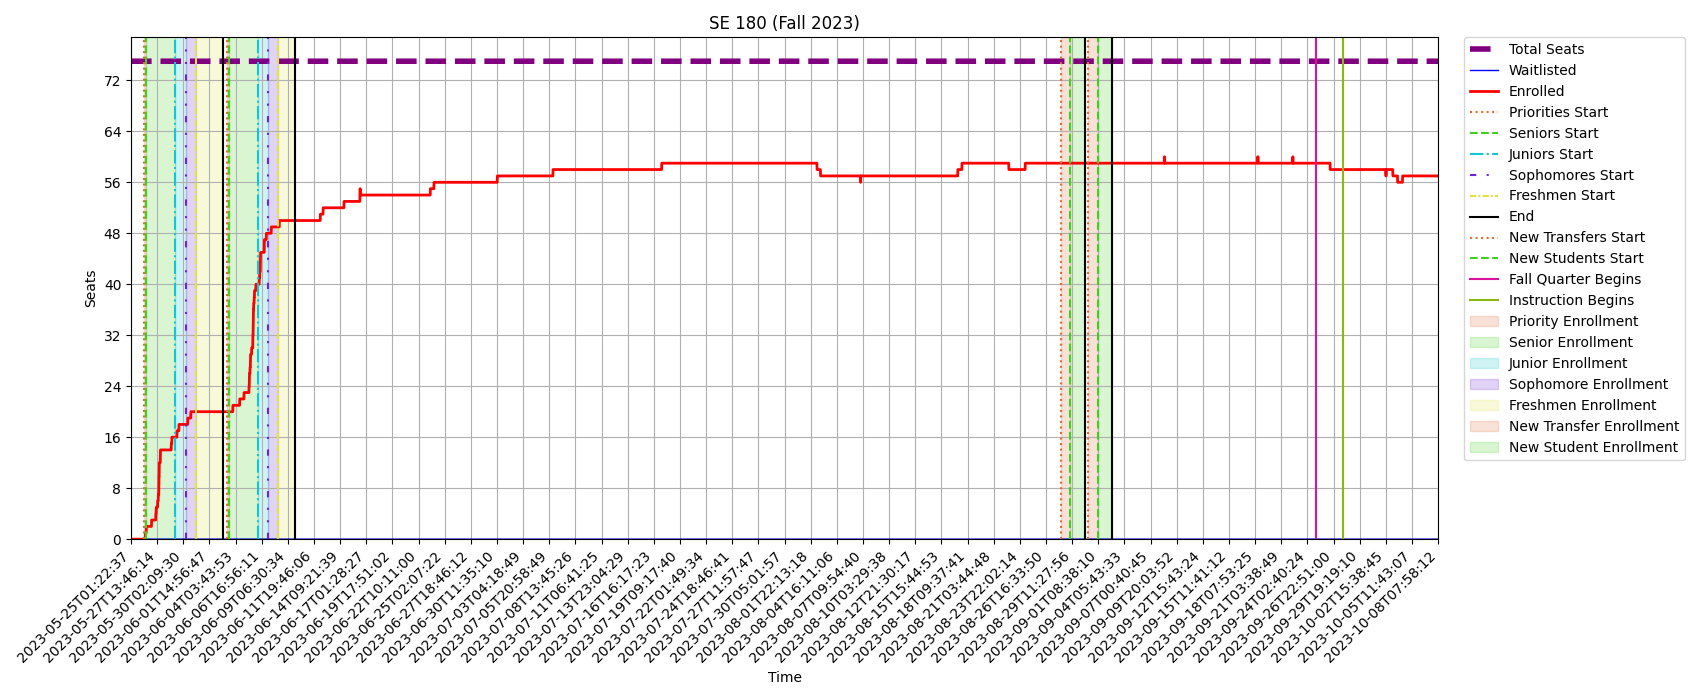 SE 180 (Fall 2023)
Total Seats
Waitlisted
Enrolled
Priorities Start
Seniors Start
Juniors Start
Sophomores Start
Freshmen Start
End
New Transfers Start
New Students Start
Fall Quarter Begins
Instruction Begins
Priority Enrollment
Senior Enrollment
Junior Enrollment
Sophomore Enrollment
Freshmen Enrollment
New Transfer Enrollment
New Student Enrollment
Seats
72
64
56
48
40
32
24
16
8
0
2023-05-25T01:22:37
2023-05-27T13:46:14
2023-05-30T02:09:30
2023-06-01T14:56:47
2023-06-04T03:43:53
2023-06-06T16:56:11
2023-06-09T06:30:34
2023-06-11T19:46:06
2023-06-14T09:21:39
2023-06-17T01:28:27
2023-06-19T17:51:02
2023-06-22T10:11:00
2023-06-25T02:07:22
2023-06-27T18:46:12
2023-06-30T11:35:10
2023-07-03T04:18:49
2023-07-05T20:58:49
2023-07-08T13:45:26
2023-07-11T06:41:25
2023-07-13T23:04:29
2023-07-16T16:17:23
2023-07-19T09:17:40
2023-07-22T01:49:34
2023-07-24T18:46:41
2023-07-27T11:57:47
2023-07-30T05:01:57
2023-08-01T22:13:18
2023-08-04T16:11:06
2023-08-07T09:54:40
2023-08-10T03:29:38
2023-08-12T21:30:17
2023-08-15T15:44:53
2023-08-18T09:37:41
2023-08-21T03:44:48
2023-08-23T22:02:14
2023-08-26T16:33:50
2023-08-29T11:27:56
2023-09-01T08:38:10
2023-09-04T05:43:33
2023-09-07T00:40:45
2023-09-09T20:03:52
2023-09-12T15:43:24
2023-09-15T11:41:12
2023-09-18T07:53:25
2023-09-21T03:38:49
2023-09-24T02:40:24
2023-09-26T22:51:00
2023-09-29T19:19:10
2023-10-02T15:38:45
2023-10-05T11:43:07
2023-10-08T07:58:12
Time